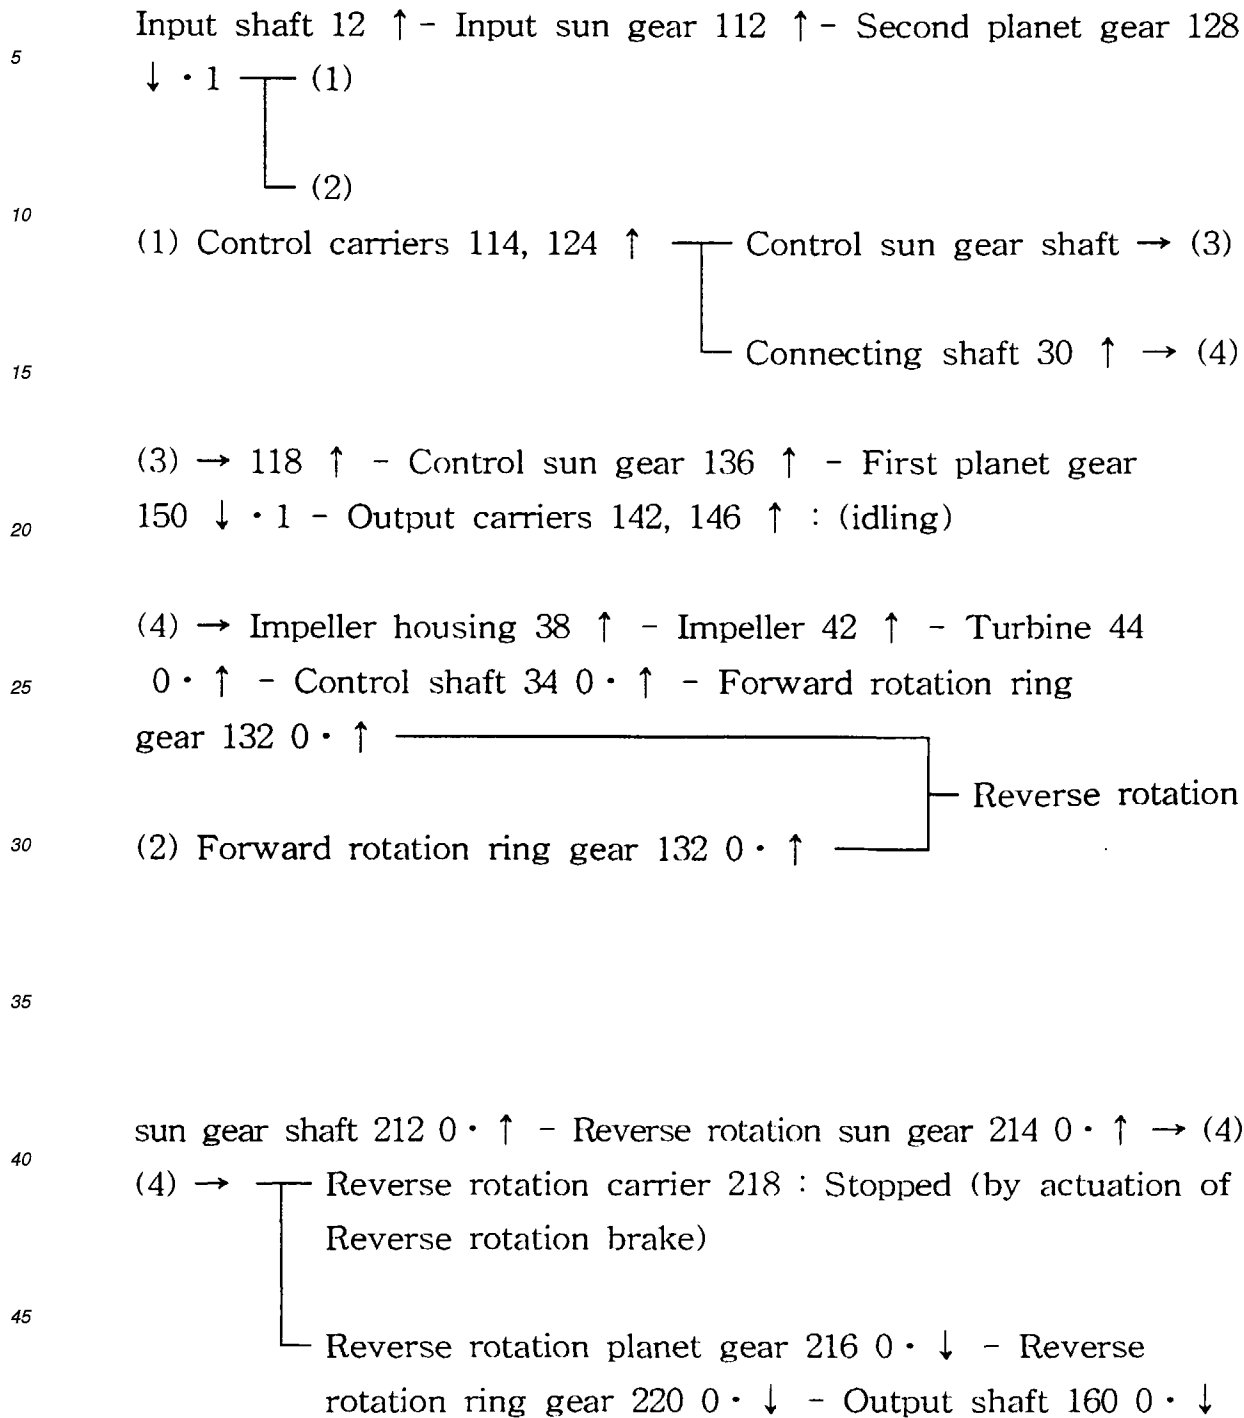 Input shaft 12 ↑ - Input sun gear 112 ↑ - Second planet gear 128
5
↓ · 1 (1)
(2)
10
(1) Control carriers 114, 124 ↑ Control sun gear shaft → (3)
Connecting shaft 30 ↑ → (4)
15
(3) → 118 ↑ - Control sun gear 136 ↑ - First planet gear
150 ↓ · 1 - Output carriers 142, 146 ↑ : (idling)
20
(4) → Impeller housing 38 ↑ - Impeller 42 ↑ - Turbine 44
0 · ↑ - Control shaft 34 0 · ↑ - Forward rotation ring
25
gear 132 0 · ↑
Reverse rotation
30
(2) Forward rotation ring gear 132 0 · ↑
35
sun gear shaft 212 0 · ↑ - Reverse rotation sun gear 214 0 · ↑ → (4)
40
(4) → Reverse rotation carrier 218 : Stopped (by actuation of
Reverse rotation brake)
45
Reverse rotation planet gear 216 0 · ↓ - Reverse
rotation ring gear 220 0 · ↓ - Output shaft 160 0 · ↓